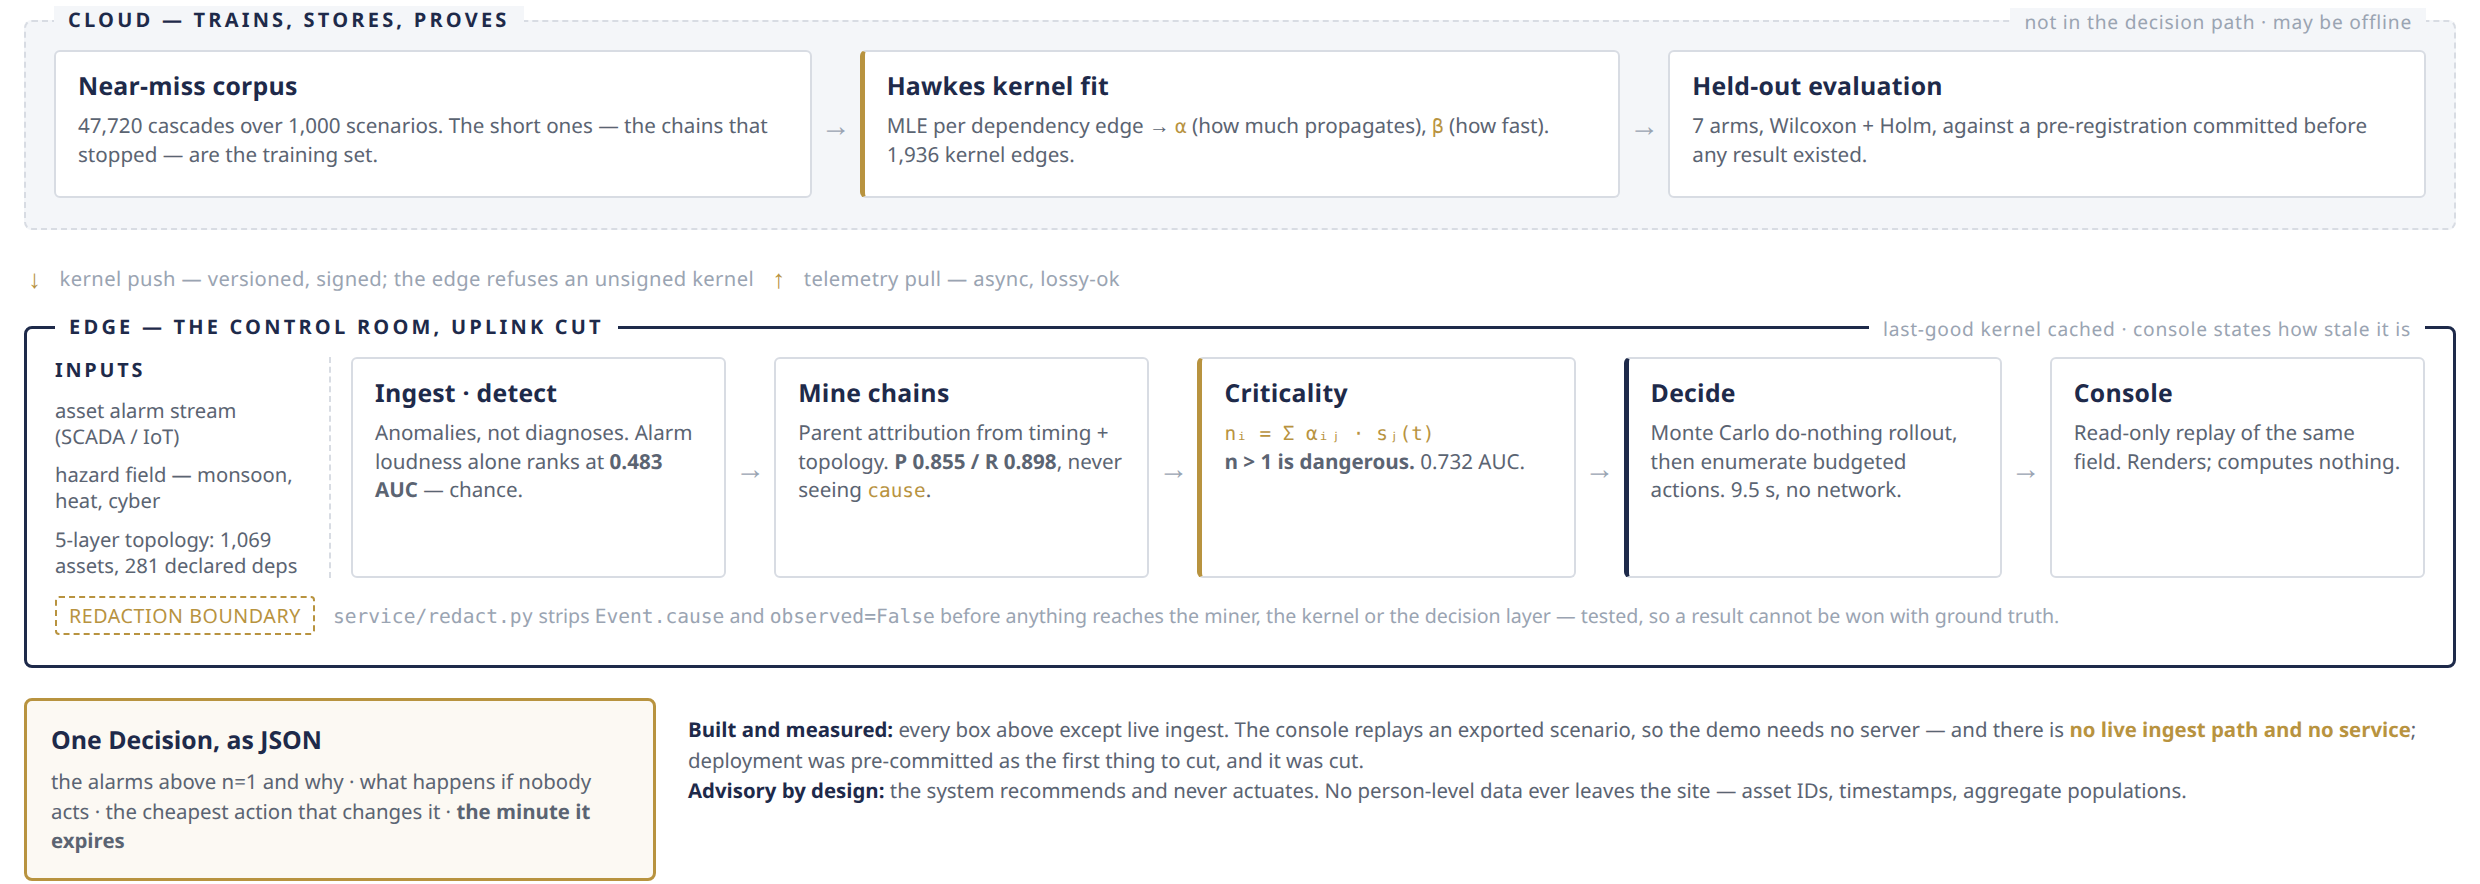 CLOUD — TRAINS, STORES, PROVES
not in the decision path · may be offline
Near-miss corpus
47,720 cascades over 1,000 scenarios. The short ones — the chains that
stopped — are the training set.
→
Hawkes kernel fit
MLE per dependency edge → α (how much propagates), β (how fast).
1,936 kernel edges.
→
Held-out evaluation
7 arms, Wilcoxon + Holm, against a pre-registration committed before
any result existed.
↓ kernel push — versioned, signed; the edge refuses an unsigned kernel ↑ telemetry pull — async, lossy-ok
EDGE — THE CONTROL ROOM, UPLINK CUT
last-good kernel cached · console states how stale it is
INPUTS
asset alarm stream
(SCADA / IoT)
hazard field — monsoon,
heat, cyber
5-layer topology: 1,069
assets, 281 declared deps
Ingest · detect
Anomalies, not diagnoses. Alarm
loudness alone ranks at 0.483
AUC — chance.
→
Mine chains
Parent attribution from timing +
topology. P 0.855 / R 0.898, never
seeing cause.
→
Criticality
nᵢ = Σ αᵢⱼ · sⱼ(t)
n > 1 is dangerous. 0.732 AUC.
→
Decide
Monte Carlo do-nothing rollout,
then enumerate budgeted
actions. 9.5 s, no network.
→
Console
Read-only replay of the same
field. Renders; computes nothing.
REDACTION BOUNDARY service/redact.py strips Event.cause and observed=False before anything reaches the miner, the kernel or the decision layer — tested, so a result cannot be won with ground truth.
One Decision, as JSON
the alarms above n=1 and why · what happens if nobody
acts · the cheapest action that changes it · the minute it
expires
Built and measured: every box above except live ingest. The console replays an exported scenario, so the demo needs no server — and there is no live ingest path and no service;
deployment was pre-committed as the first thing to cut, and it was cut.
Advisory by design: the system recommends and never actuates. No person-level data ever leaves the site — asset IDs, timestamps, aggregate populations.